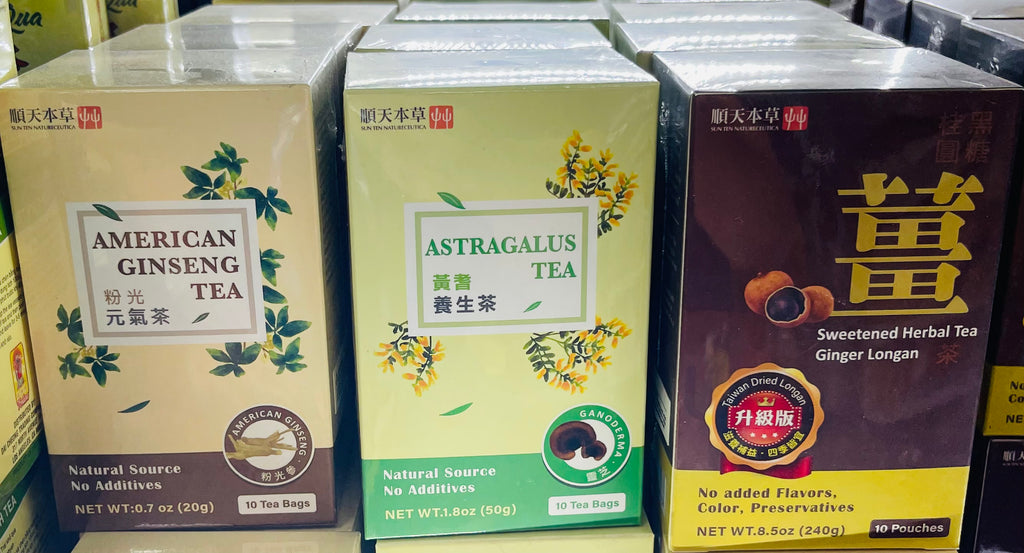 順天本草
SUN TEN NATURECEUTICA
AMERICAN
GINSENG
TEA
粉光
元氣茶
AMERICAN GINSENG
粉光蔘
Natural Source
No Additives
NET WT:0.7 oz (20g)
10 Tea Bags
順天本草
SUN TEN NATURECEUTICA
ASTRAGALUS
TEA
黃耆
養生茶
GANODERMA
靈芝
Natural Source
No Additives
NET WT.1.8oz (50g)
10 Tea Bags
順天本草
SUN TEN NATURECEUTICA
黑糖
桂圓
薑
茶
Sweetened Herbal Tea
Ginger Longan
Taiwan Dried Longan
升級版
No added Flavors,
Color, Preservatives
NET WT.8.5oz (240g)
10 Pouches